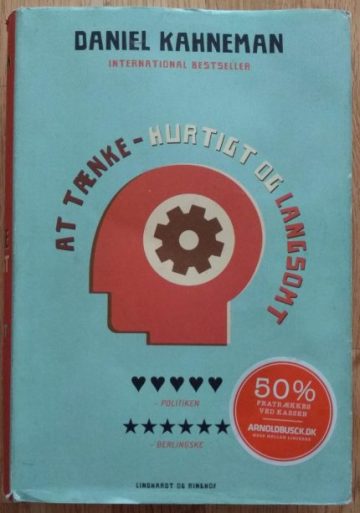 DANIEL KAHNEMAN
INTERNATIONAL BESTSELLER
AT TÆNKE - HURTIGT OG LANGSOMT
♥♥♥♥♥
- POLITIKEN
★★★★★★
- BERLINGSKE
50%
FRATRÆKKES
VED KASSEN
ARNOLDBUSCK.DK
LINDHARDT OG RINGHOF